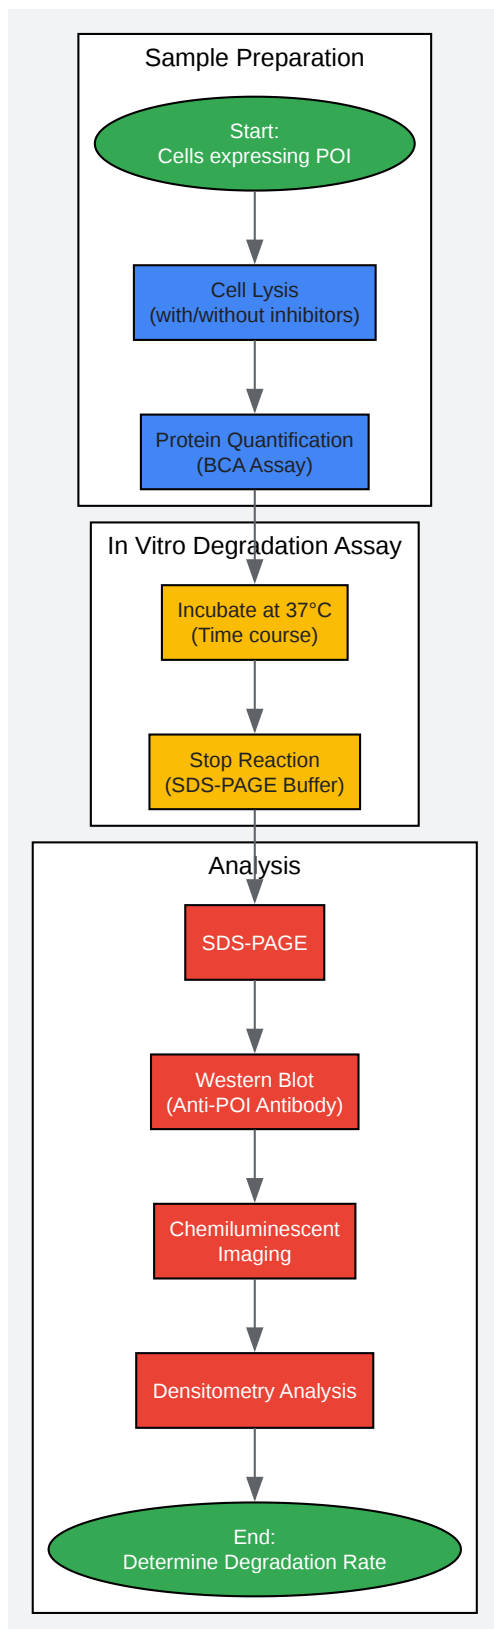 Sample Preparation
Start:
Cells expressing POI
Cell Lysis
(with/without inhibitors)
Protein Quantification
(BCA Assay)
In Vitro Degradation Assay
Incubate at 37°C
(Time course)
Stop Reaction
(SDS-PAGE Buffer)
Analysis
SDS-PAGE
Western Blot
(Anti-POI Antibody)
Chemiluminescent
Imaging
Densitometry Analysis
End:
Determine Degradation Rate